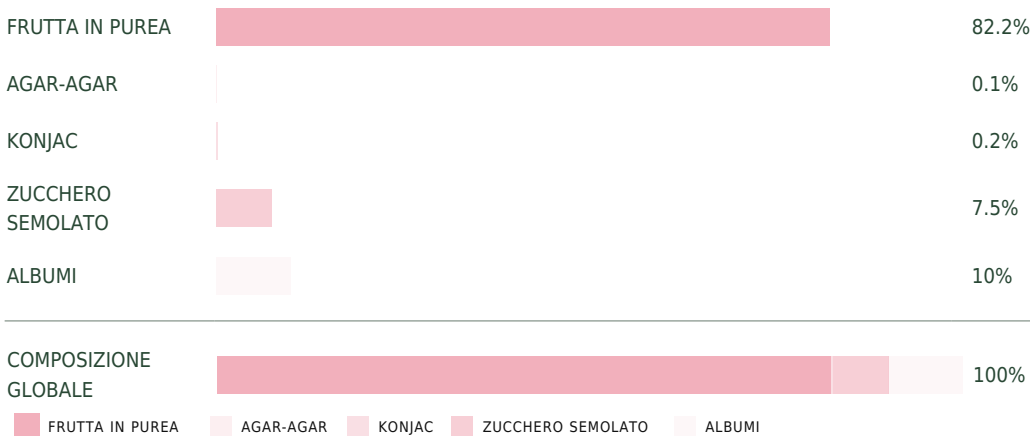 FRUTTA IN PUREA 82.2%
AGAR-AGAR 0.1%
KONJAC 0.2%
ZUCCHERO
SEMOLATO 7.5%
ALBUMI 10%
COMPOSIZIONE
GLOBALE 100%
FRUTTA IN PUREA AGAR-AGAR KONJAC ZUCCHERO SEMOLATO ALBUMI